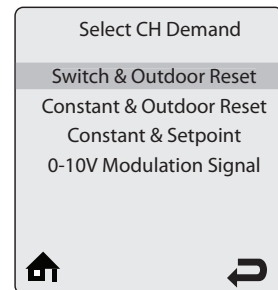 Select CH Demand
Switch & Outdoor Reset
Constant & Outdoor Reset
Constant & Setpoint
0-10V Modulation Signal